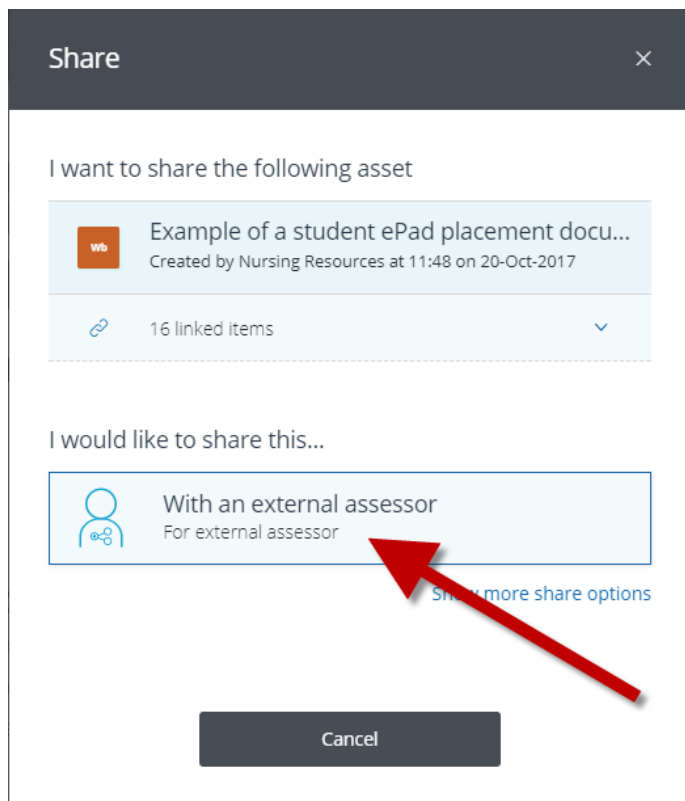 Share
I want to share the following asset
Wb
Example of a student ePad placement docu...
Created by Nursing Resources at 11:48 on 20-Oct-2017
16 linked items
I would like to share this...
With an external assessor
For external assessor
Show more share options
Cancel